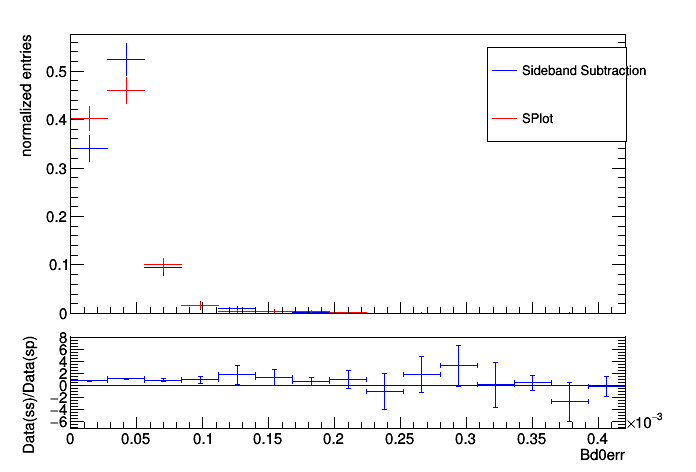 normalized entries
0.5
0.4
0.3
0.2
0.1
0
Sideband Subtraction
SPlot
Data(ss)/Data(sp)
8
6
4
2
0
−2
−4
−6
0 0.05 0.1 0.15 0.2 0.25 0.3 0.35 0.4
×10⁻³
Bd0err